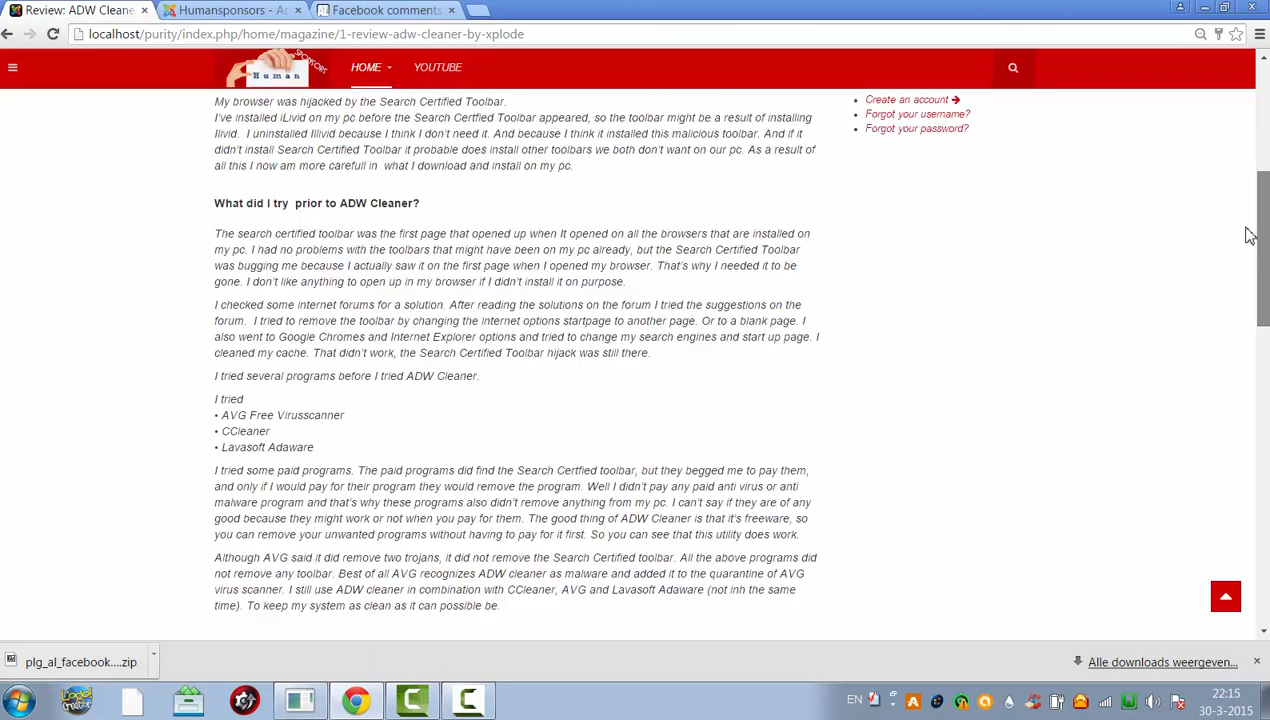 Review: ADW Cleane
Humansponsors - Ad
Facebook comments
localhost/purity/index.php/home/magazine/1-review-adw-cleaner-by-xplode
SPONSORS
Human
HOME
YOUTUBE
My browser was hijacked by the Search Certified Toolbar.
I've installed iLivid on my pc before the Search Certfied Toolbar appeared, so the toolbar might be a result of installing
Ilivid.  I uninstalled Illivid because I think I don't need it. And because I think it installed this malicious toolbar. And if it
didn't install Search Certified Toolbar it probable does install other toolbars we both don't want on our pc. As a result of
all this I now am more carefull in  what I download and install on my pc.
Create an account
Forgot your username?
Forgot your password?
What did I try  prior to ADW Cleaner?
The search certified toolbar was the first page that opened up when It opened on all the browsers that are installed on
my pc. I had no problems with the toolbars that might have been on my pc already, but the Search Certified Toolbar
was bugging me because I actually saw it on the first page when I opened my browser. That's why I needed it to be
gone. I don't like anything to open up in my browser if I didn't install it on purpose.
I checked some internet forums for a solution. After reading the solutions on the forum I tried the suggestions on the
forum.  I tried to remove the toolbar by changing the internet options startpage to another page. Or to a blank page. I
also went to Google Chromes and Internet Explorer options and tried to change my search engines and start up page. I
cleaned my cache. That didn't work, the Search Certified Toolbar hijack was still there.
I tried several programs before I tried ADW Cleaner.
I tried
• AVG Free Virusscanner
• CCleaner
• Lavasoft Adaware
I tried some paid programs. The paid programs did find the Search Certfied toolbar, but they begged me to pay them,
and only if I would pay for their program they would remove the program. Well I didn't pay any paid anti virus or anti
malware program and that's why these programs also didn't remove anything from my pc. I can't say if they are of any
good because they might work or not when you pay for them. The good thing of ADW Cleaner is that it's freeware, so
you can remove your unwanted programs without having to pay for it first. So you can see that this utility does work.
Although AVG said it did remove two trojans, it did not remove the Search Certified toolbar. All the above programs did
not remove any toolbar. Best of all AVG recognizes ADW cleaner as malware and added it to the quarantine of AVG
virus scanner. I still use ADW cleaner in combination with CCleaner, AVG and Lavasoft Adaware (not inh the same
time). To keep my system as clean as it can possible be.
plg_al_facebook....zip
Alle downloads weergeven...
EN
22:15
30-3-2015